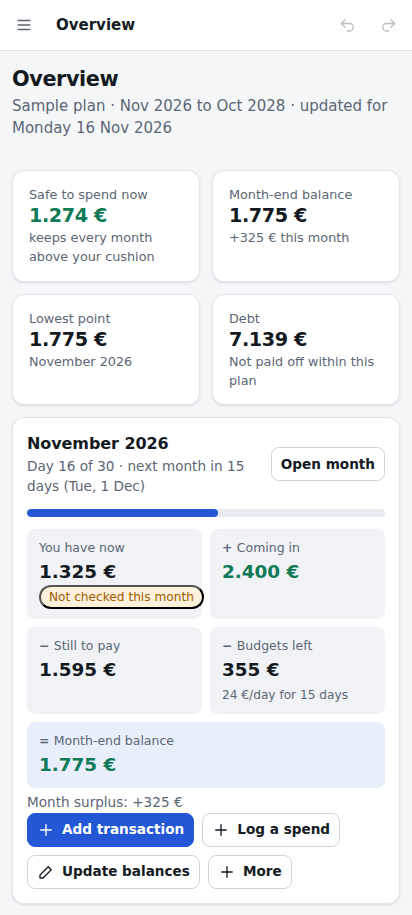 Overview
Overview
Sample plan · Nov 2026 to Oct 2028 · updated for
Monday 16 Nov 2026
Safe to spend now
1.274 €
keeps every month
above your cushion
Month-end balance
1.775 €
+325 € this month
Lowest point
1.775 €
November 2026
Debt
7.139 €
Not paid off within this
plan
November 2026
Day 16 of 30 · next month in 15
days (Tue, 1 Dec)
Open month
You have now
1.325 €
Not checked this month
+ Coming in
2.400 €
− Still to pay
1.595 €
− Budgets left
355 €
24 €/day for 15 days
= Month-end balance
1.775 €
Month surplus: +325 €
Add transaction
Log a spend
Update balances
More